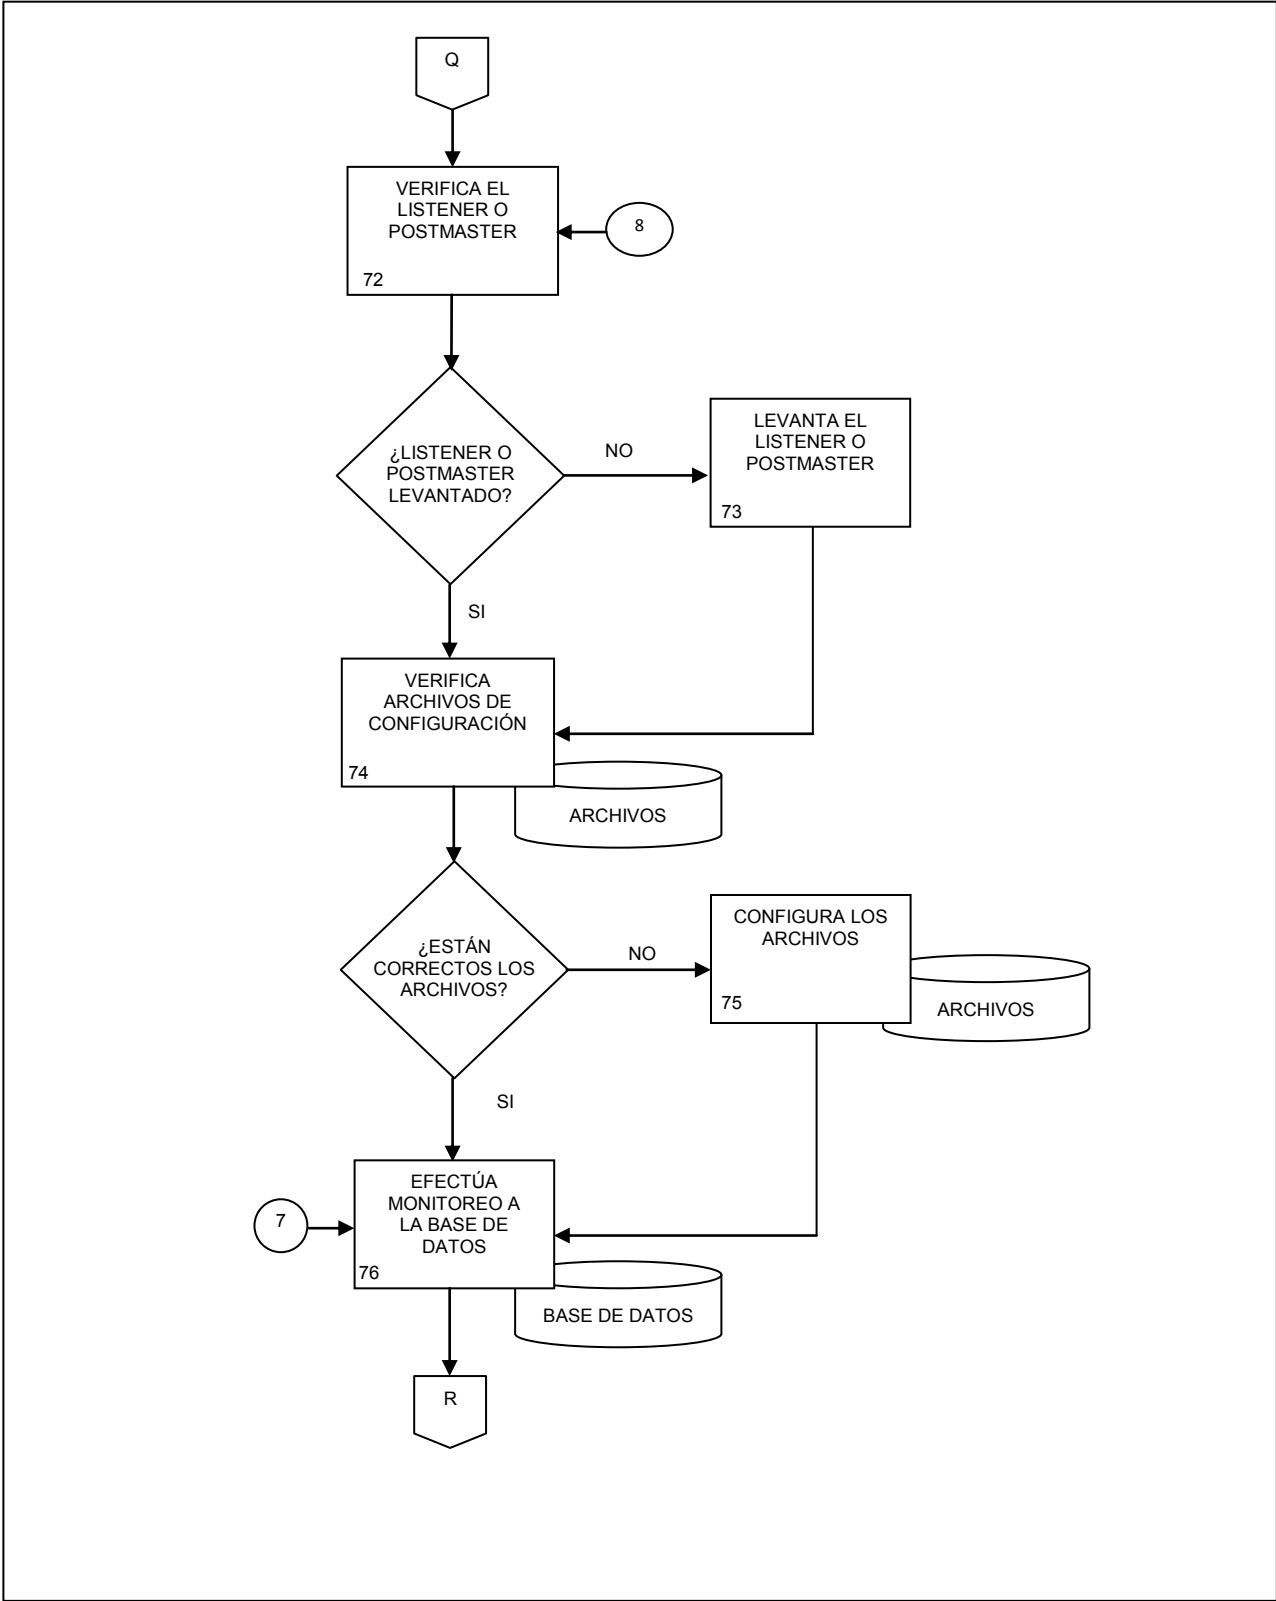 Q
VERIFICA EL
LISTENER O
POSTMASTER
72
8
¿LISTENER O
POSTMASTER
LEVANTADO?
NO
LEVANTA EL
LISTENER O
POSTMASTER
73
SI
VERIFICA
ARCHIVOS DE
CONFIGURACIÓN
74
ARCHIVOS
¿ESTÁN
CORRECTOS LOS
ARCHIVOS?
NO
CONFIGURA LOS
ARCHIVOS
75
ARCHIVOS
SI
EFECTÚA
MONITOREO A
LA BASE DE
DATOS
76
7
BASE DE DATOS
R